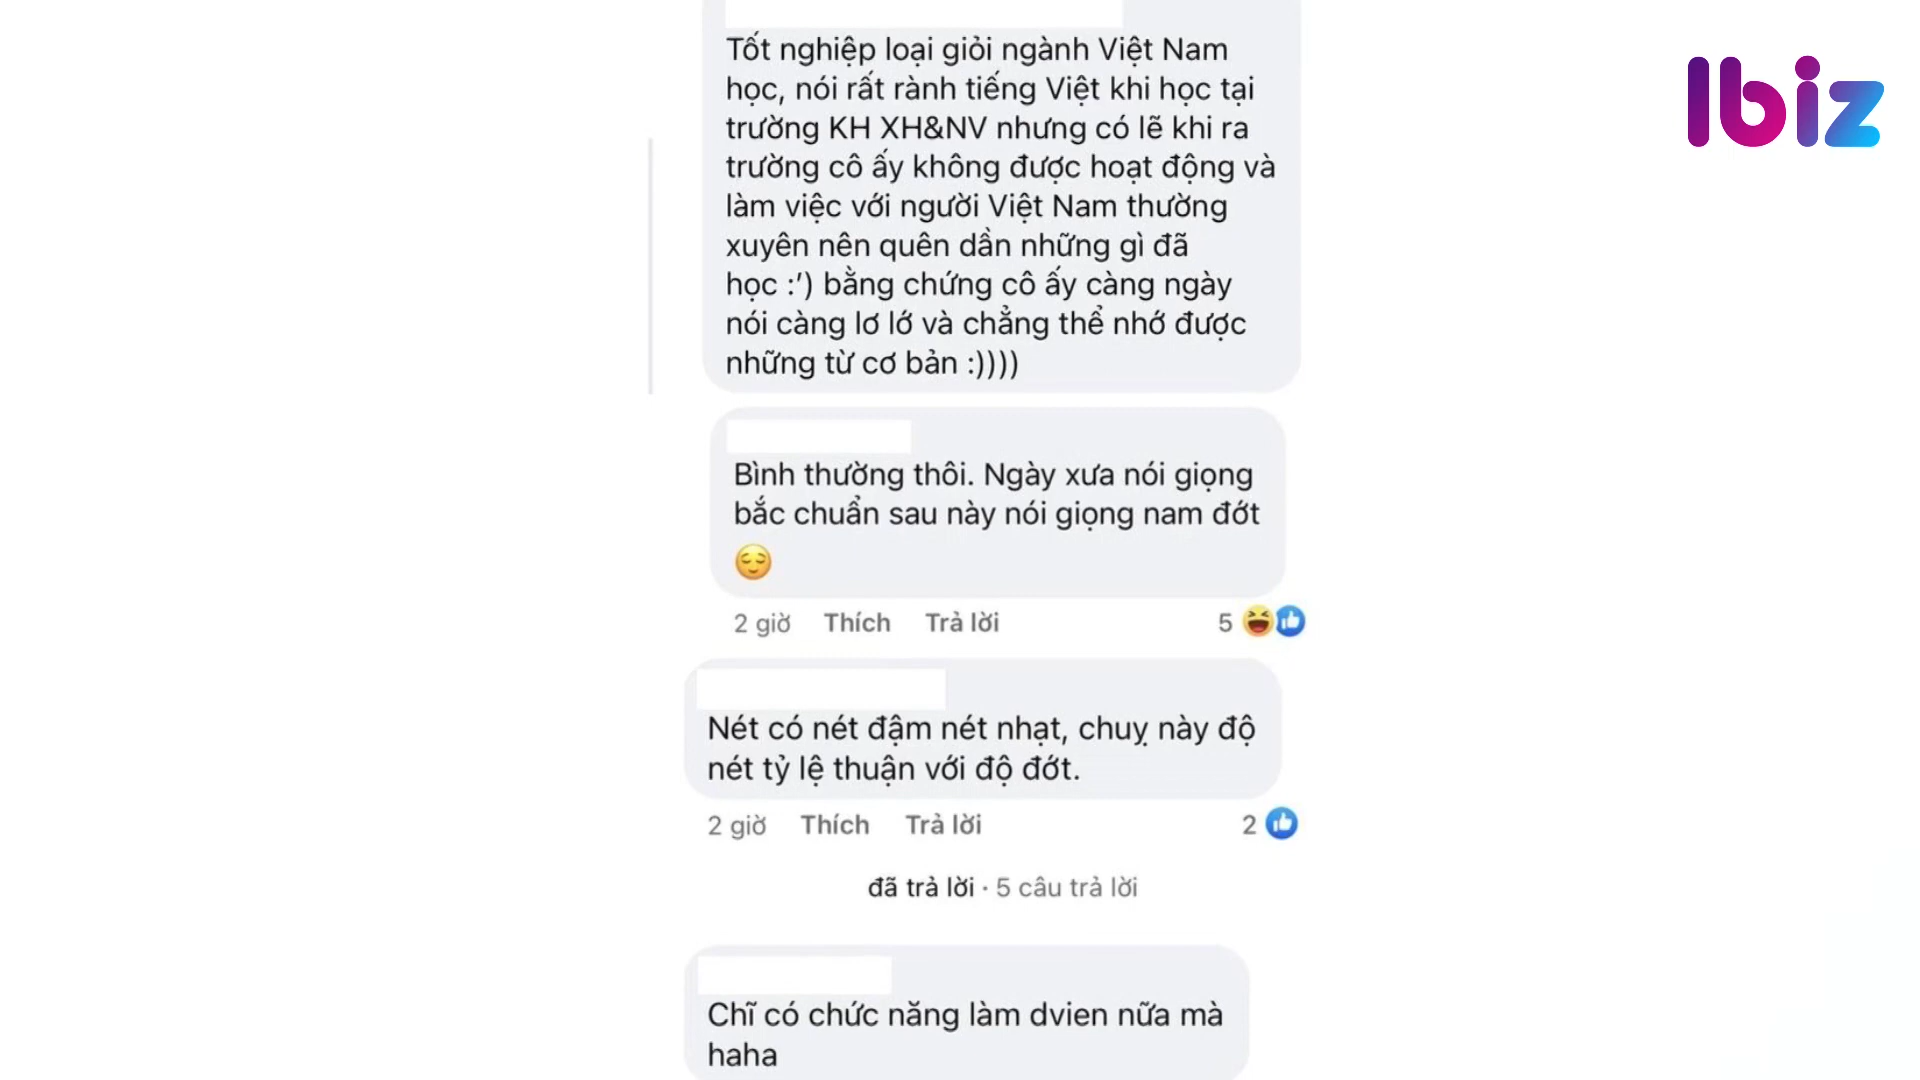 Tốt nghiệp loại giỏi ngành Việt Nam
học, nói rất rành tiếng Việt khi học tại
trường KH XH&NV nhưng có lẽ khi ra
trường cô ấy không được hoạt động và
làm việc với người Việt Nam thường
xuyên nên quên dần những gì đã
học :’) bằng chứng cô ấy càng ngày
nói càng lơ lớ và chẳng thể nhớ được
những từ cơ bản :))))
Ibiz
Bình thường thôi. Ngày xưa nói giọng
bắc chuẩn sau này nói giọng nam đớt
😌
2 giờ Thích Trả lời 5
Nét có nét đậm nét nhạt, chuỵ này độ
nét tỷ lệ thuận với độ đớt.
2 giờ Thích Trả lời 2
đã trả lời · 5 câu trả lời
Chĩ có chức năng làm dvien nữa mà
haha